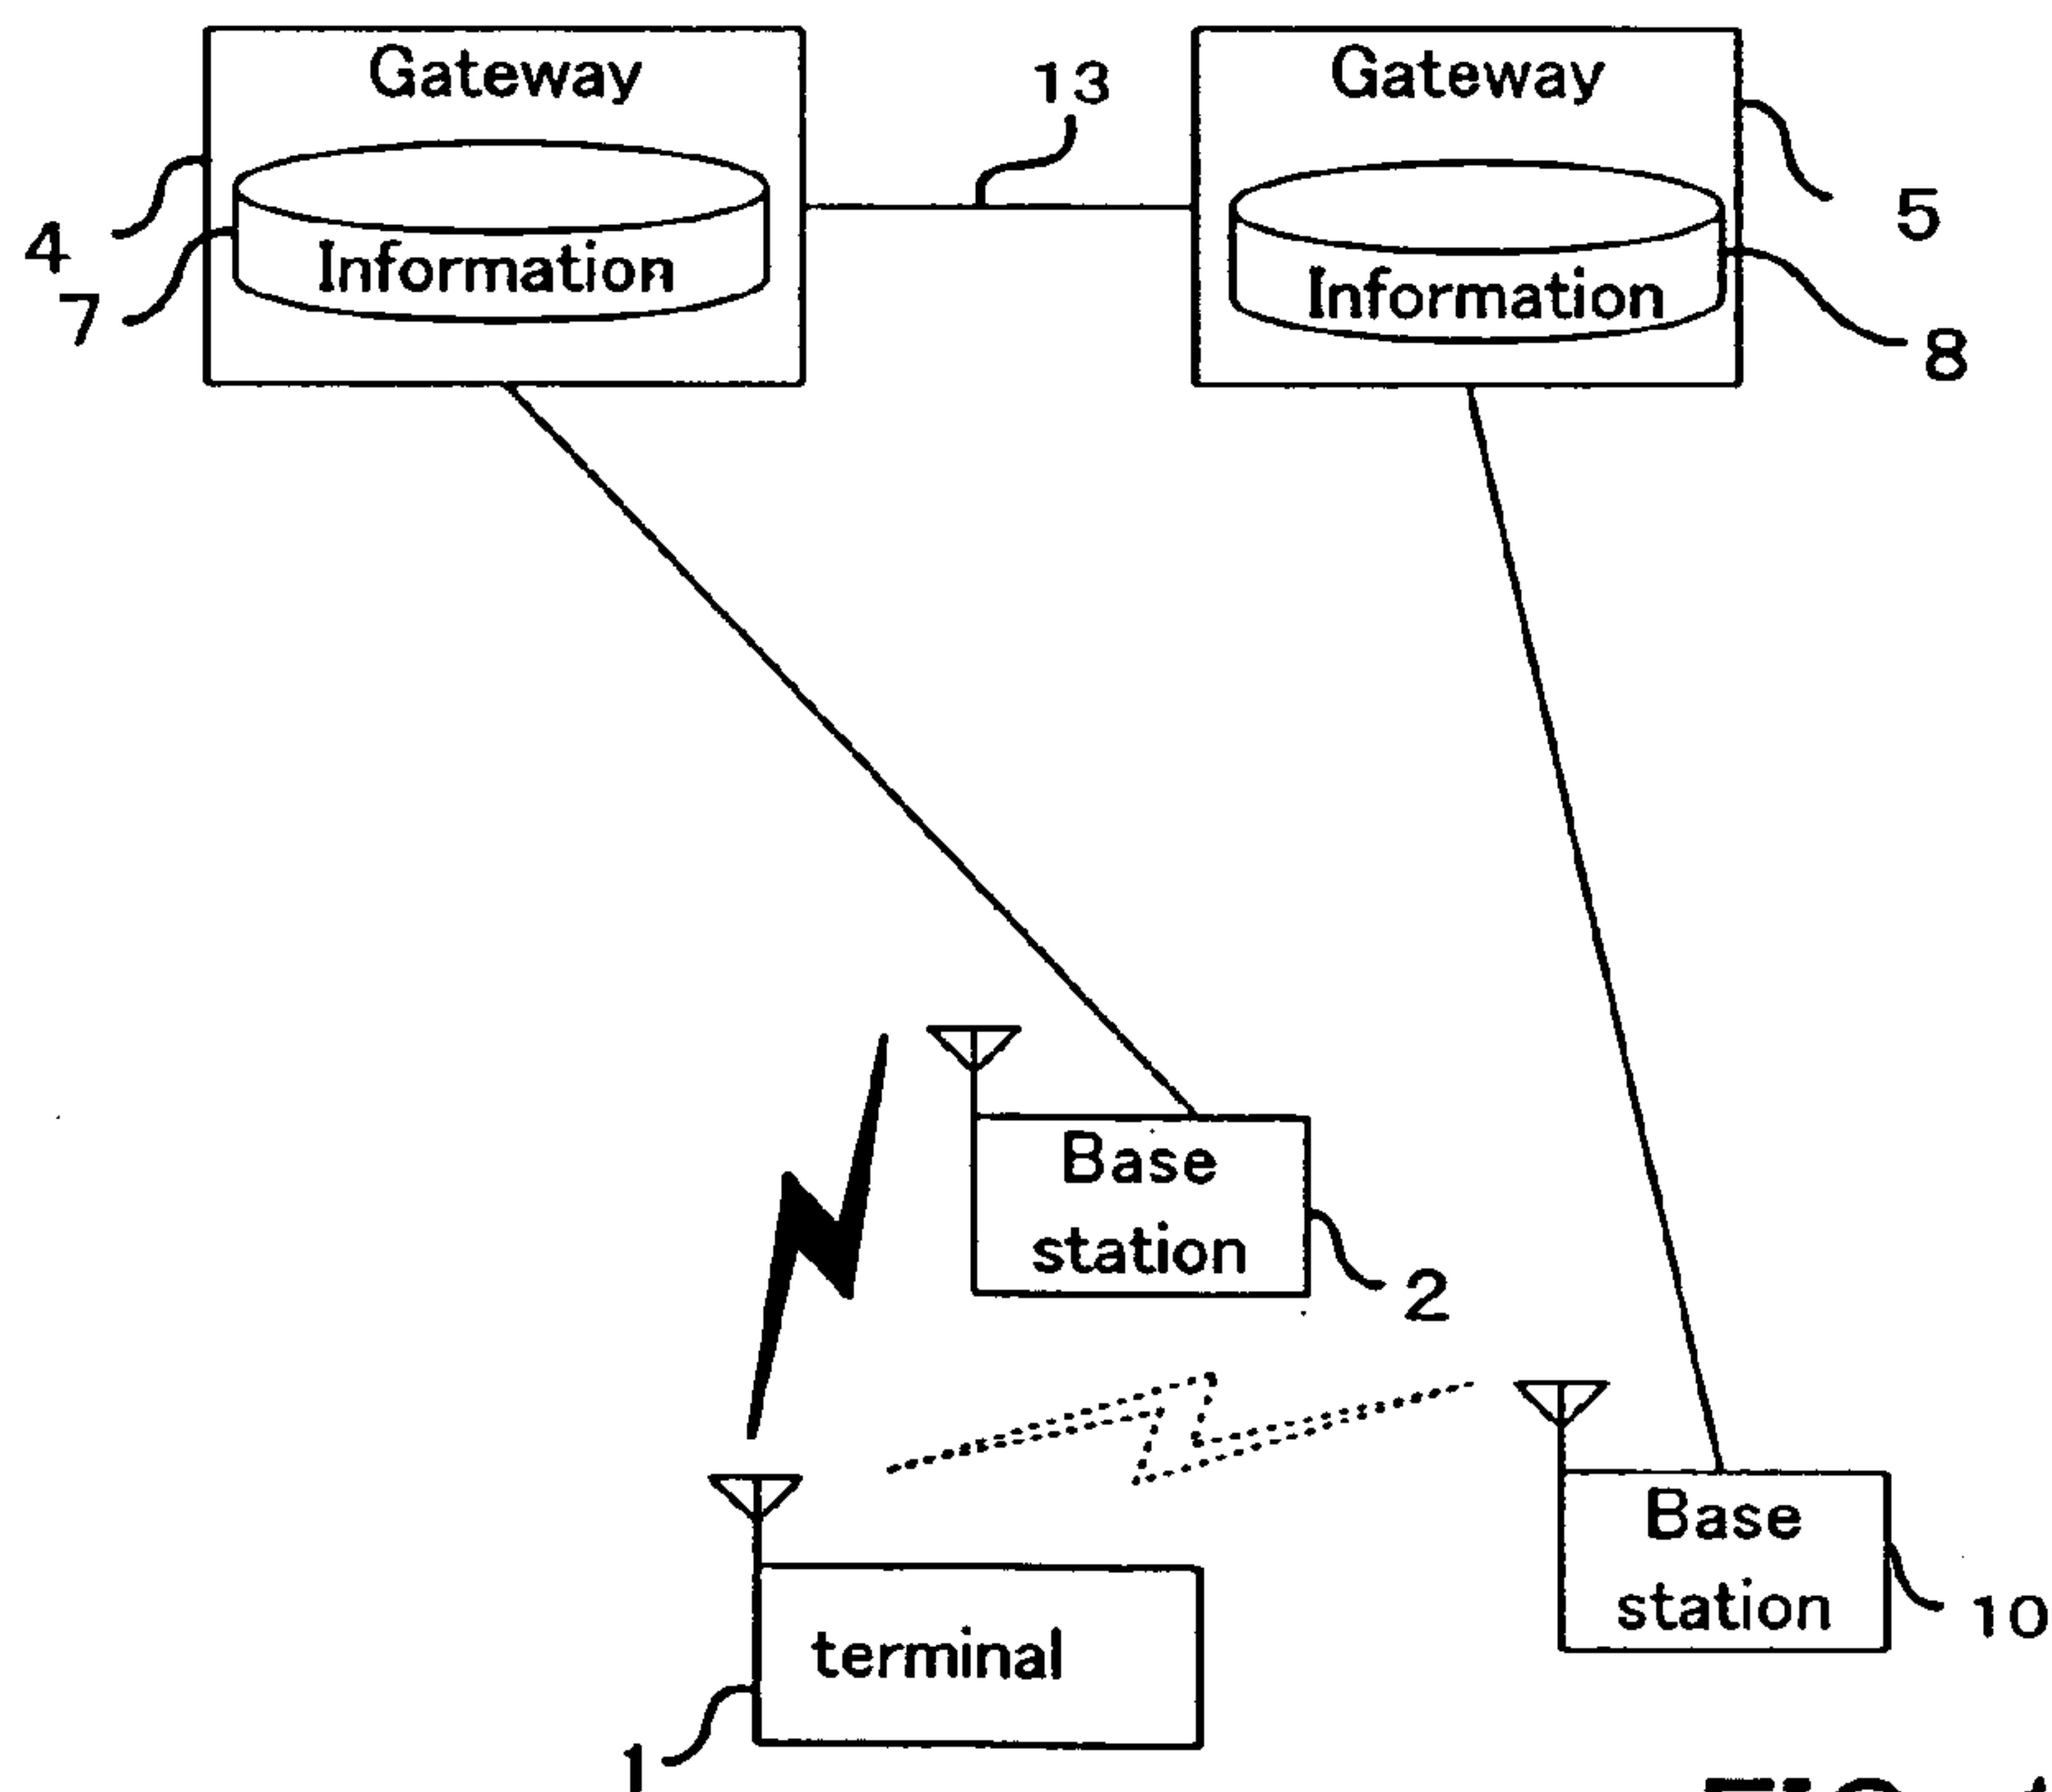 Gateway
Gateway
13
4
5
Information
Information
7
8
Base
station
2
Base
station
10
terminal
1